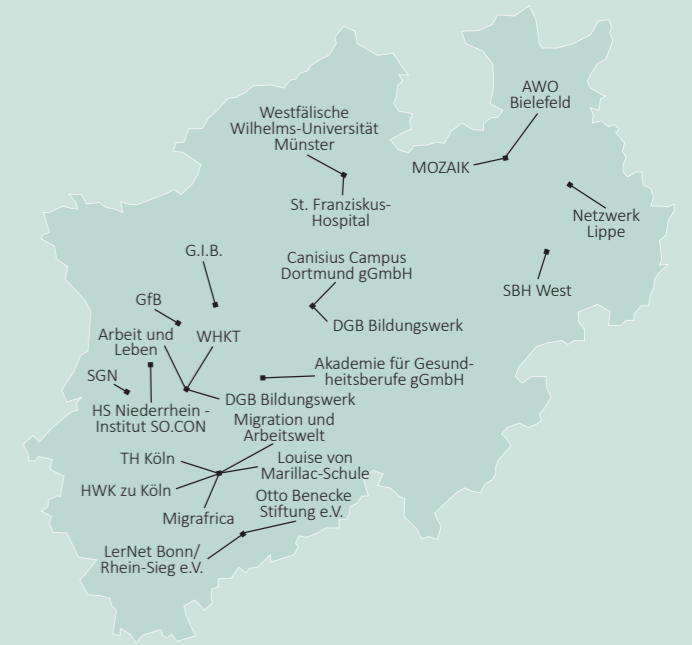 AWO
Bielefeld
Westfälische
Wilhelms-Universität
Münster
MOZAIK
St. Franziskus-
Hospital
Netzwerk
Lippe
G.I.B.
Canisius Campus
Dortmund gGmbH
SBH West
GfB
DGB Bildungswerk
Arbeit und
Leben
WHKT
Akademie für Gesund-
heitsberufe gGmbH
SGN
DGB Bildungswerk
HS Niederrhein -
Institut SO.CON
Migration und
Arbeitswelt
TH Köln
Louise von
Marillac-Schule
HWK zu Köln
Otto Benecke
Stiftung e.V.
Migrafrica
LerNet Bonn/
Rhein-Sieg e.V.